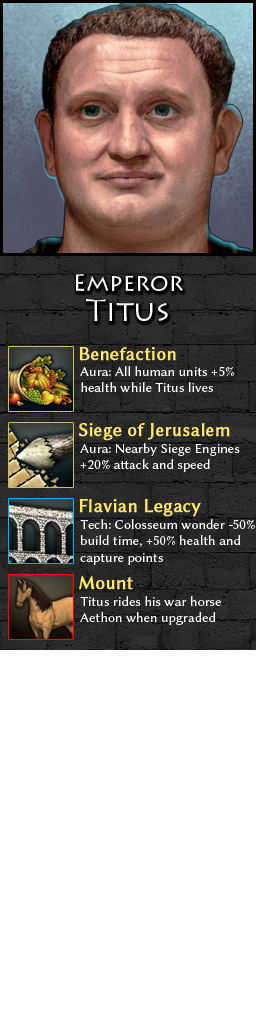 Emperor
Titus
Benefaction
Aura: All human units +5%
health while Titus lives
Siege of Jerusalem
Aura: Nearby Siege Engines
+20% attack and speed
Flavian Legacy
Tech: Colosseum wonder -50%
build time, +50% health and
capture points
Mount
Titus rides his war horse
Aethon when upgraded